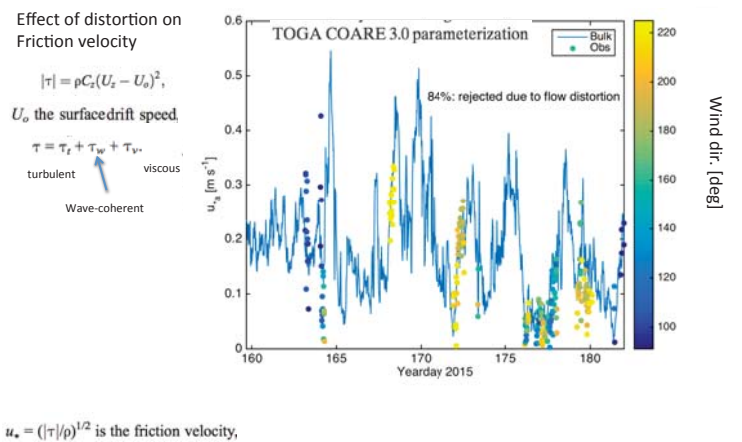 Effect of distortion on
Friction velocity
|τ| = ρC_z(U_z − U_o)²,
U_o the surface drift speed,
τ = τ_t + τ_w + τ_v.
turbulent
viscous
Wave-coherent
TOGA COARE 3.0 parameterization
Bulk
Obs
84%: rejected due to flow distortion
u_*a [m s⁻¹]
0.6
0.5
0.4
0.3
0.2
0.1
0
160
165
170
175
180
Yearday 2015
220
200
180
160
140
120
100
Wind dir. [deg]
u_* = (|τ|/ρ)^1/2 is the friction velocity,